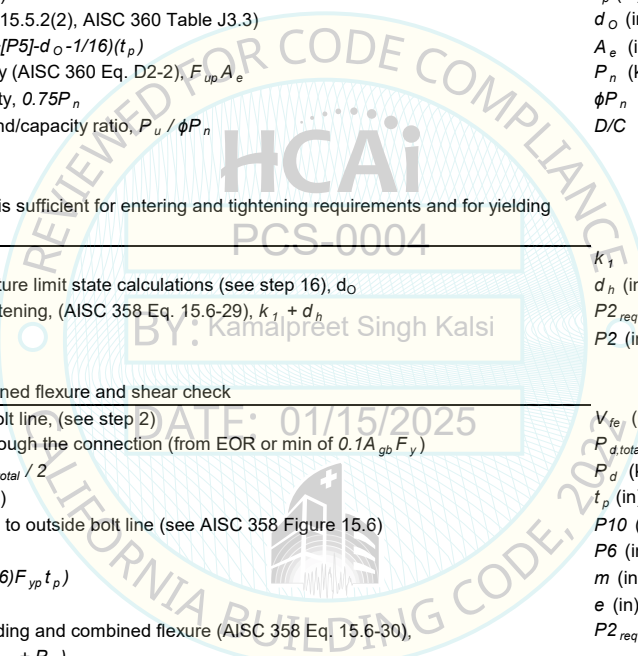 15.5.2(2), AISC 360 Table J3.3) d O (in
[P5]-d O -1/16)(t p ) A e (i
y (AISC 360 Eq. D2-2), F up A e P n (k
ty, 0.75P n ϕP n
nd/capacity ratio, P u / ϕP n D/C
REVIEWED FOR CODE COMPLIANCE
HCAi
is sufficient for entering and tightening requirements and for yielding
PCS-0004
k 1
ture limit state calculations (see step 16), d O d h (in
tening, (AISC 358 Eq. 15.6-29), k 1 + d h P2 req
BY: Kamalpreet Singh Kalsi
P2 (in
ned flexure and shear check
olt line, (see step 2) V fe (
DATE: 01/15/2025
ough the connection (from EOR or min of 0.1A gb F y ) P d,tota
otal / 2 P d (k
) t p (in)
to outside bolt line (see AISC 358 Figure 15.6) P10 (
P6 (in
6)F yp t p ) m (in
e (in)
ding and combined flexure (AISC 358 Eq. 15.6-30), P2 req
CALIFORNIA BUILDING CODE, 2022